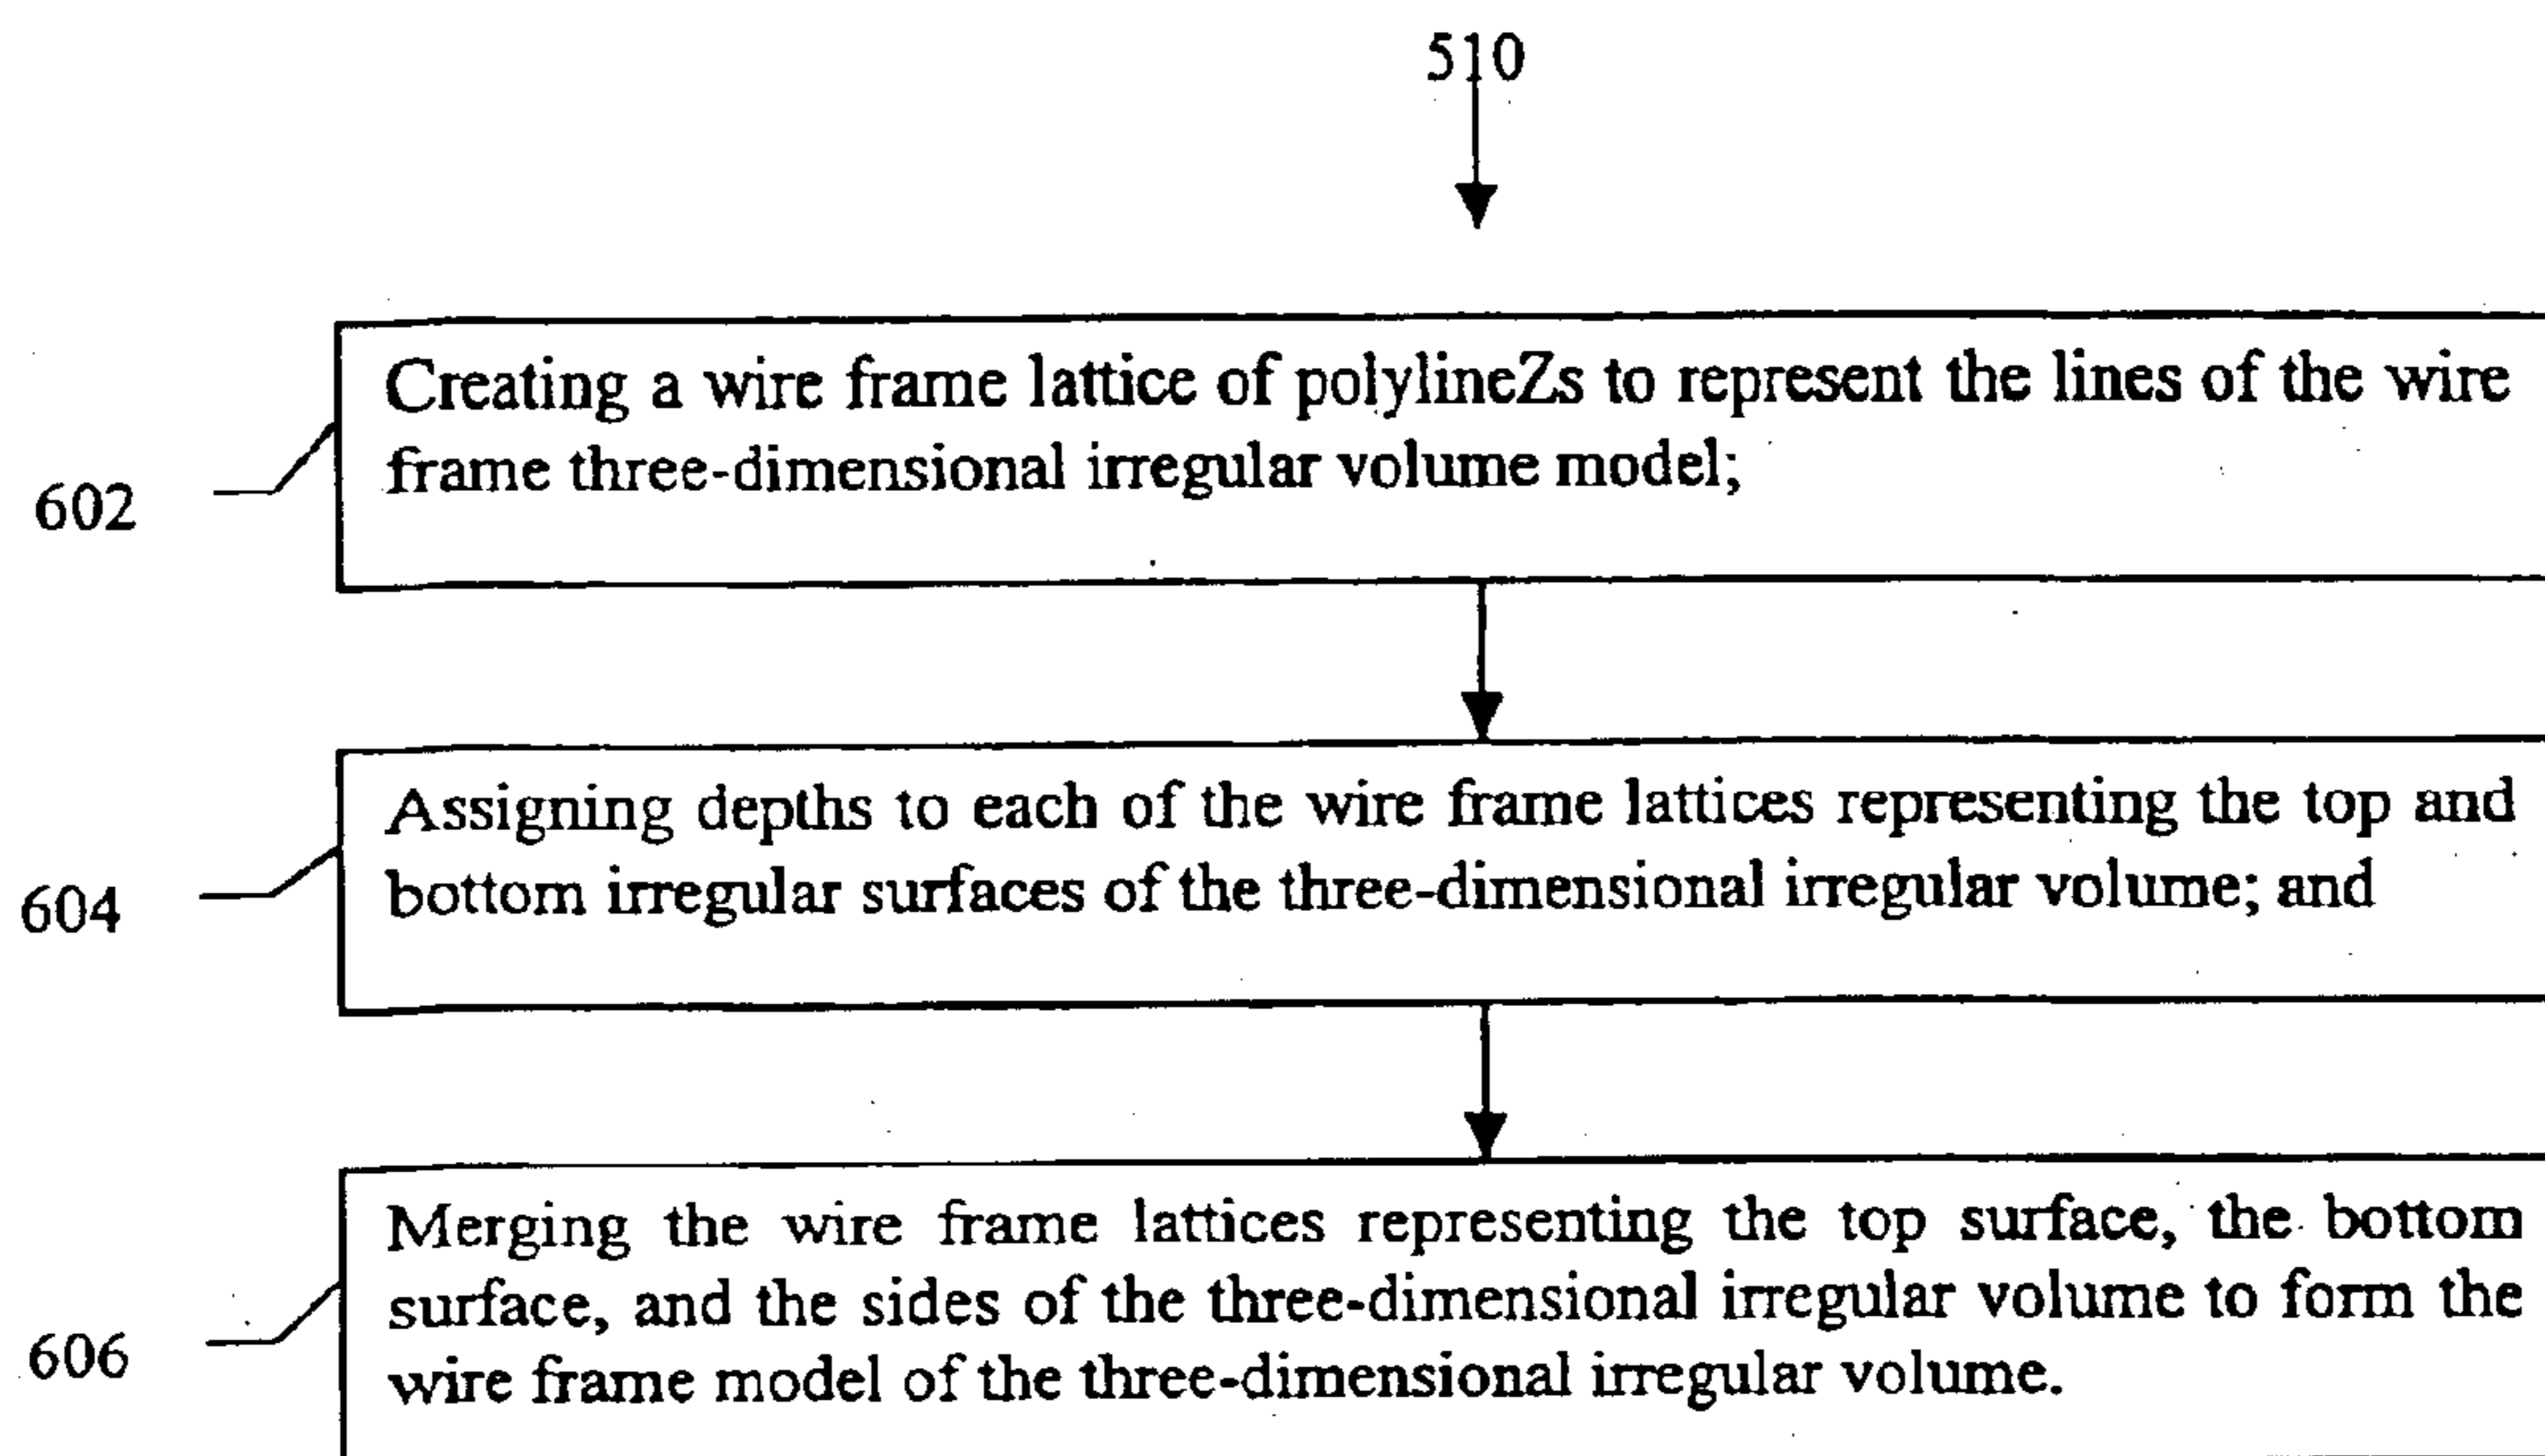 510
Creating a wire frame lattice of polylineZs to represent the lines of the wire
frame three-dimensional irregular volume model;
602
Assigning depths to each of the wire frame lattices representing the top and
bottom irregular surfaces of the three-dimensional irregular volume; and
604
Merging the wire frame lattices representing the top surface, the bottom
surface, and the sides of the three-dimensional irregular volume to form the
wire frame model of the three-dimensional irregular volume.
606